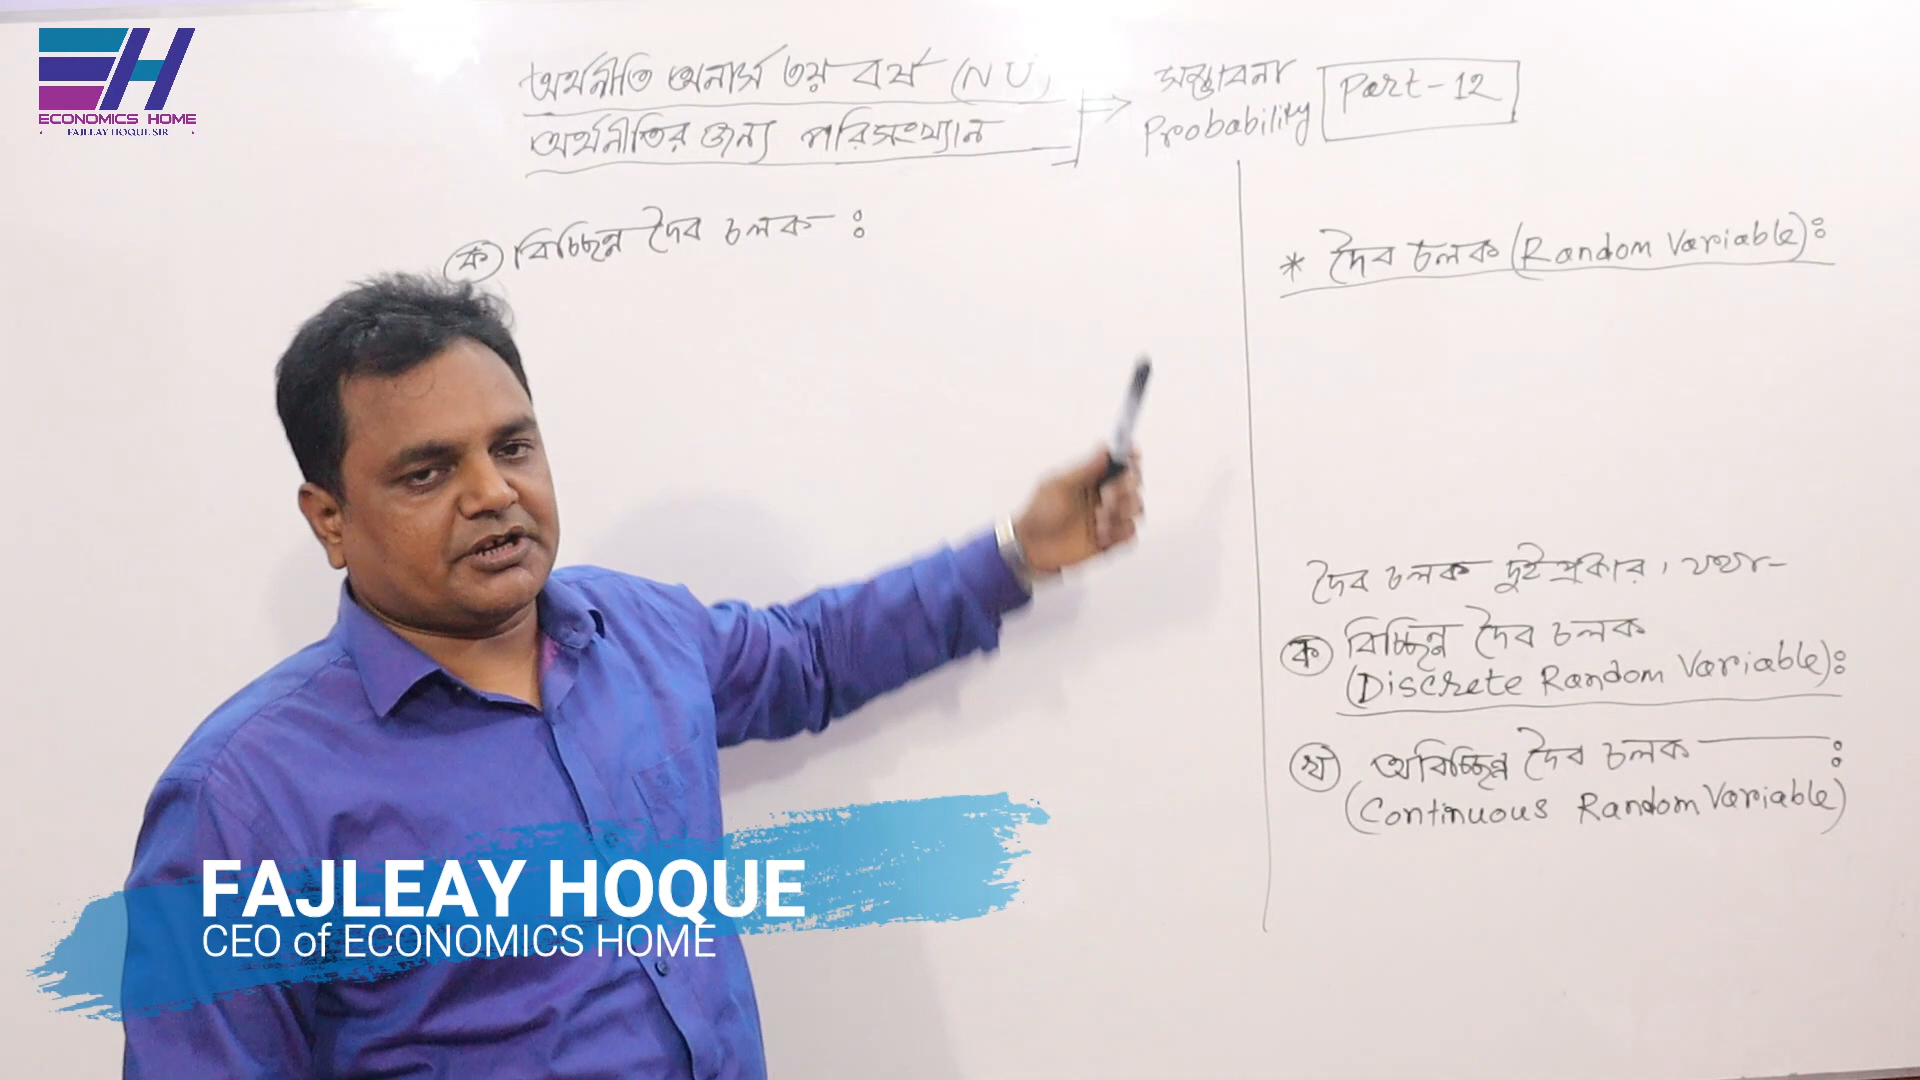 ECONOMICS HOME
FAJLEAY HOQUE SIR
অর্থনীতি অনার্স ৩য় বর্ষ (NU)
অর্থনীতির জন্য পরিসংখ্যান
সম্ভাবনা
Probability
Part-12
ক বিচ্ছিন্ন দৈব চলক :
* দৈব চলক (Random Variable):
দৈব চলক দুই প্রকার, যথা-
ক বিচ্ছিন্ন দৈব চলক
(Discrete Random Variable):
খ অবিচ্ছিন্ন দৈব চলক :
(Continuous Random Variable)
FAJLEAY HOQUE
CEO of ECONOMICS HOME